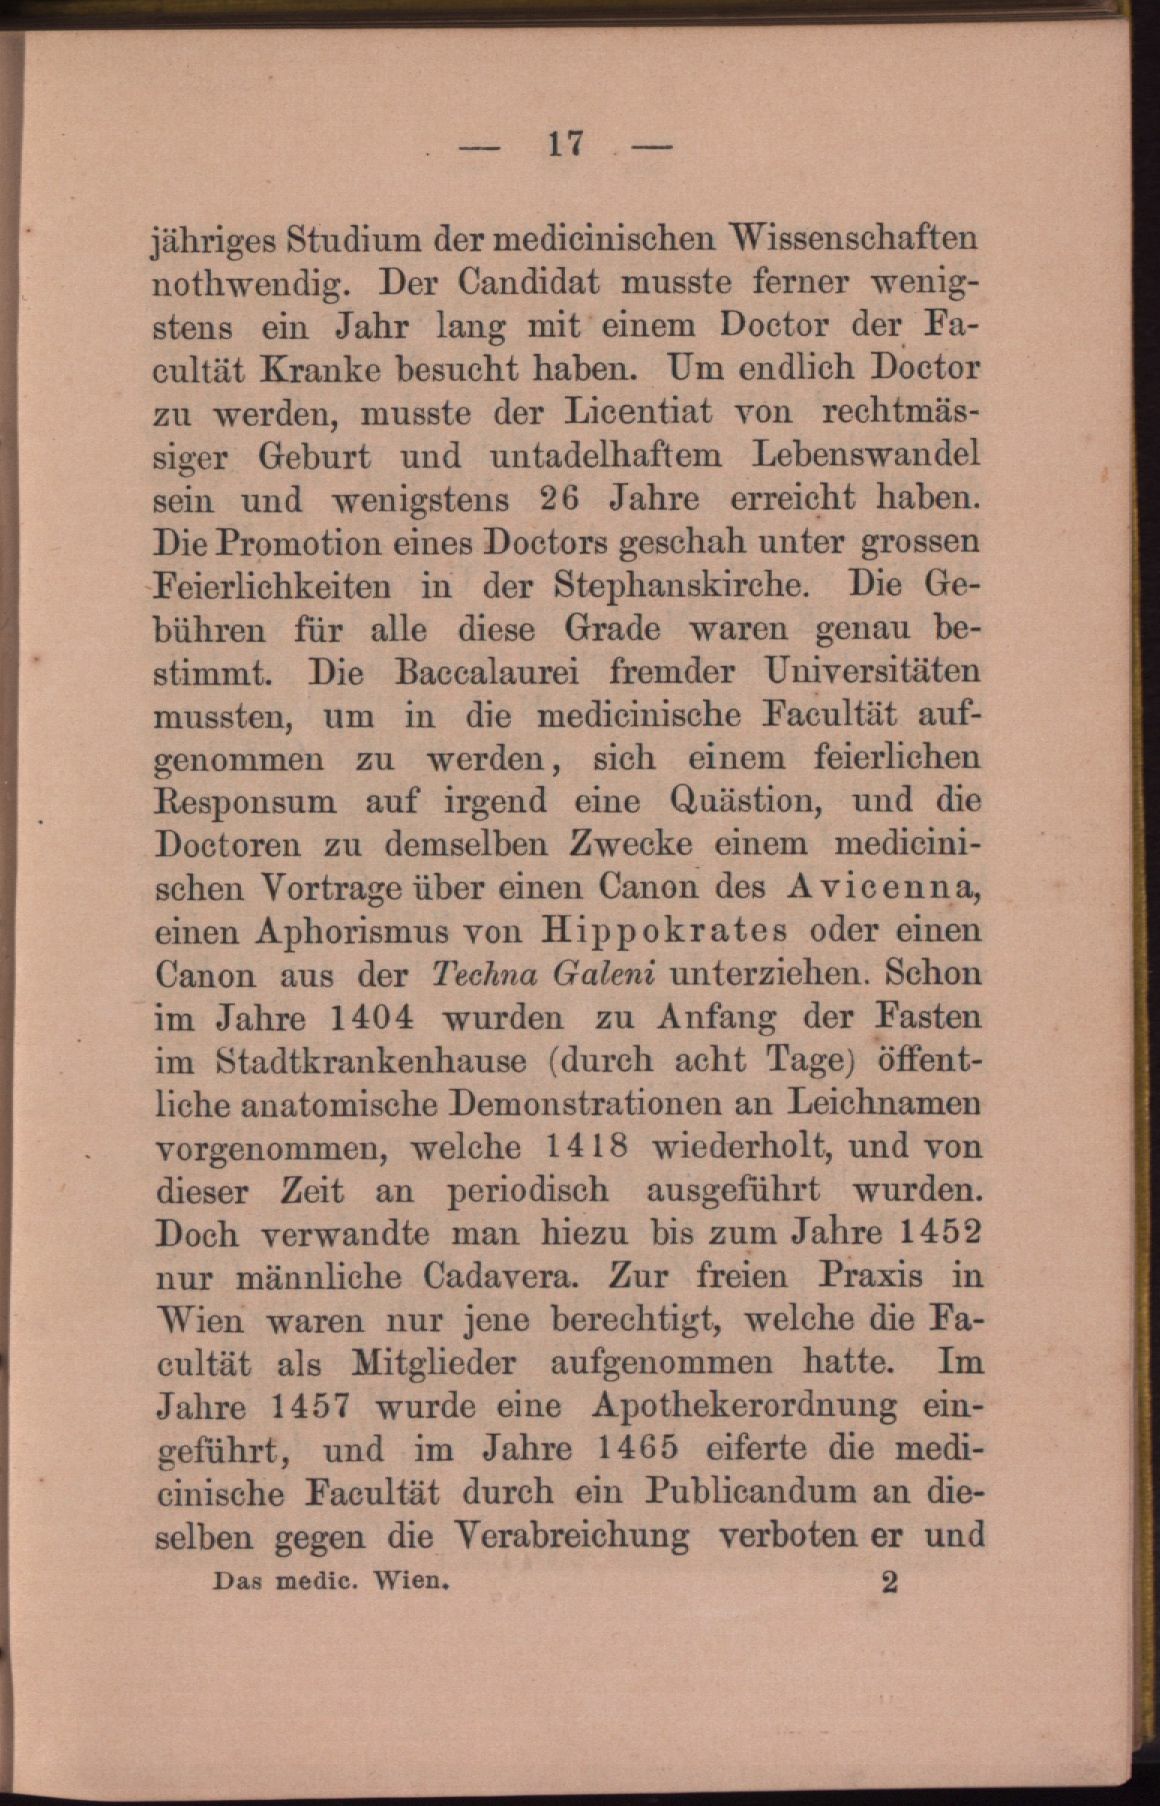 — 17 —
jähriges Studium der medicinischen Wissenschaften
nothwendig. Der Candidat musste ferner wenig-
stens ein Jahr lang mit einem Doctor der Fa-
cultät Kranke besucht haben. Um endlich Doctor
zu werden, musste der Licentiat von rechtmäs-
siger Geburt und untadelhaftem Lebenswandel
sein und wenigstens 26 Jahre erreicht haben.
Die Promotion eines Doctors geschah unter grossen
Feierlichkeiten in der Stephanskirche. Die Ge-
bühren für alle diese Grade waren genau be-
stimmt. Die Baccalaurei fremder Universitäten
mussten, um in die medicinische Facultät auf-
genommen zu werden, sich einem feierlichen
Responsum auf irgend eine Quästion, und die
Doctoren zu demselben Zwecke einem medicini-
schen Vortrage über einen Canon des Avicenna,
einen Aphorismus von Hippokrates oder einen
Canon aus der Techna Galeni unterziehen. Schon
im Jahre 1404 wurden zu Anfang der Fasten
im Stadtkrankenhause (durch acht Tage) öffent-
liche anatomische Demonstrationen an Leichnamen
vorgenommen, welche 1418 wiederholt, und von
dieser Zeit an periodisch ausgeführt wurden.
Doch verwandte man hiezu bis zum Jahre 1452
nur männliche Cadavera. Zur freien Praxis in
Wien waren nur jene berechtigt, welche die Fa-
cultät als Mitglieder aufgenommen hatte. Im
Jahre 1457 wurde eine Apothekerordnung ein-
geführt, und im Jahre 1465 eiferte die medi-
cinische Facultät durch ein Publicandum an die-
selben gegen die Verabreichung verboten er und
Das medic. Wien. 2